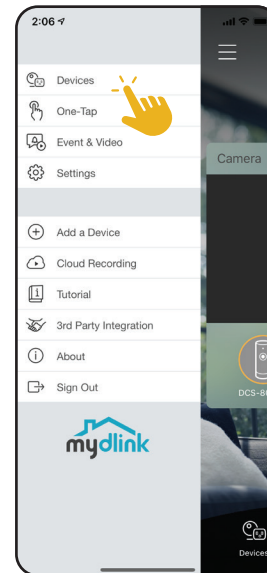 2:06
Devices
One-Tap
Event & Video
Settings
Add a Device
Cloud Recording
Tutorial
3rd Party Integration
About
Sign Out
mydlink
Camera
Devices